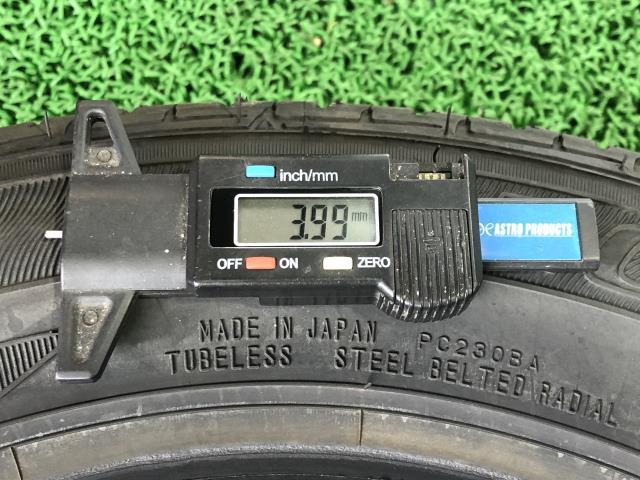 inch/mm
3.99 mm
OFF ON ZERO
ASTRO PRODUCTS
MADE IN JAPAN PC230BA
TUBELESS STEEL BELTED RADIAL